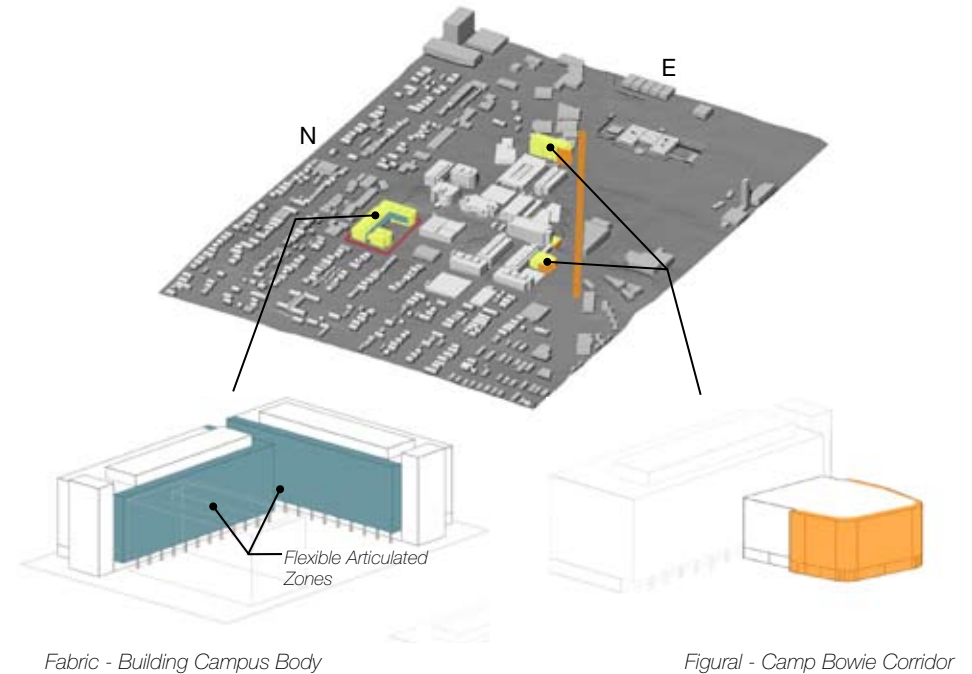 E
N
Flexible Articulated
Zones
Fabric - Building Campus Body
Figural - Camp Bowie Corridor